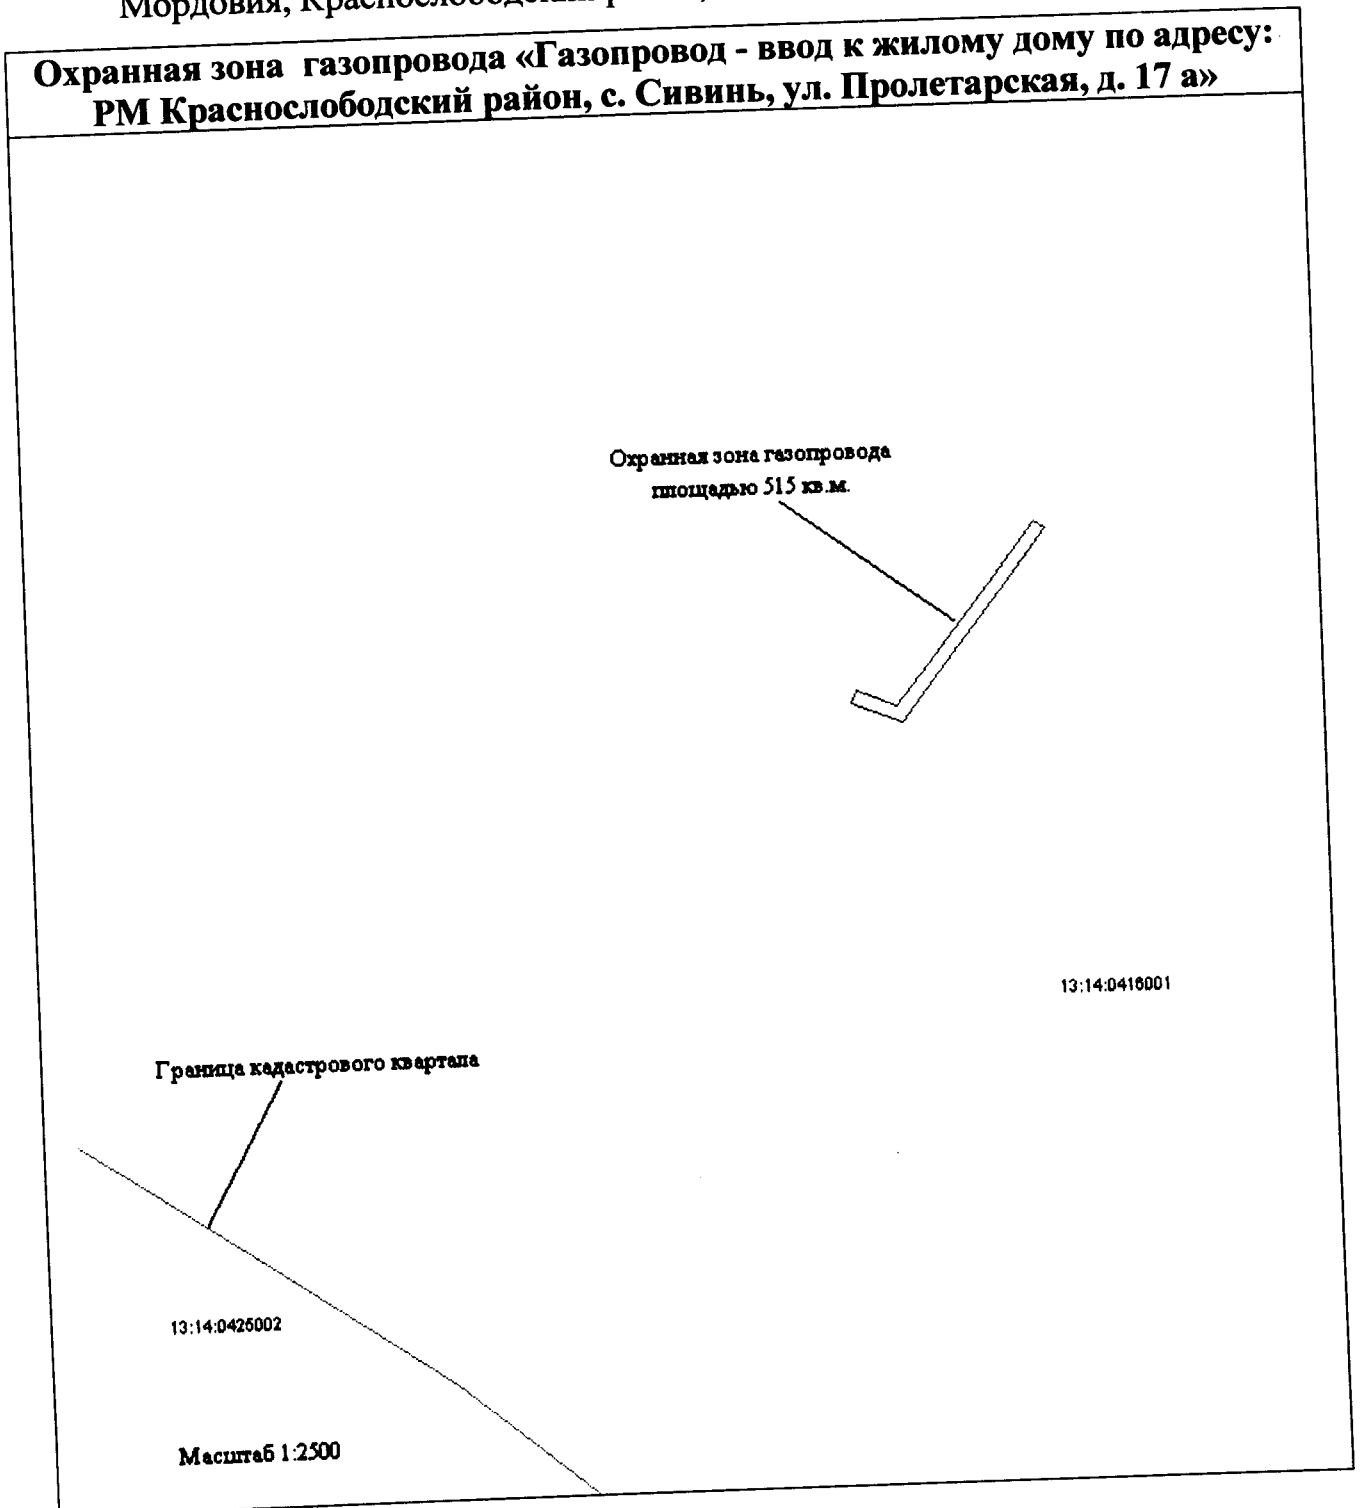 Мордовия, Краснослободский
Охранная зона газопровода «Газопровод - ввод к жилому дому по адресу:
РМ Краснослободский район, с. Сивинь, ул. Пролетарская, д. 17 а»
Охранная зона газопровода
площадью 515 кв.м.
13:14:0416001
Граница кадастрового квартала
13:14:0426002
Масштаб 1:2500